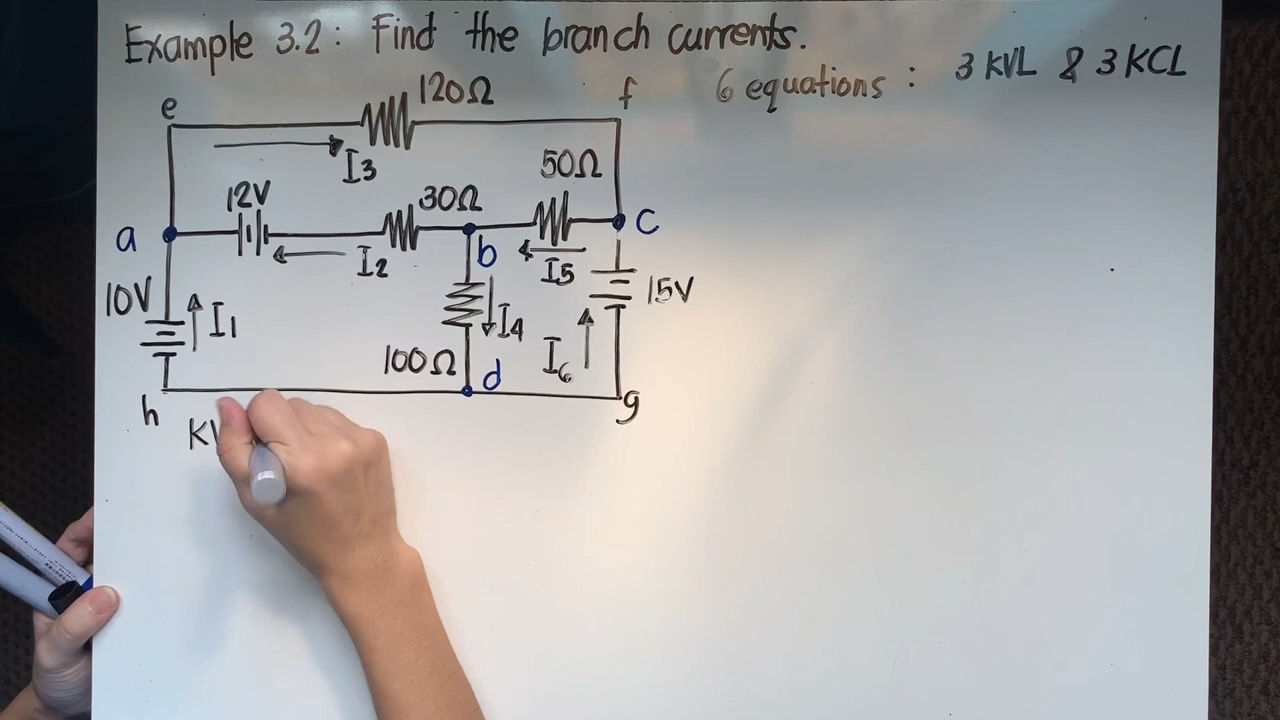 Example 3.2: Find the branch currents.
6 equations : 3 KVL & 3 KCL
e
120Ω
f
I3
50Ω
12V
30Ω
a
b
c
I2
I5
10V
I1
I4
15V
100Ω
I6
d
h
g
KV